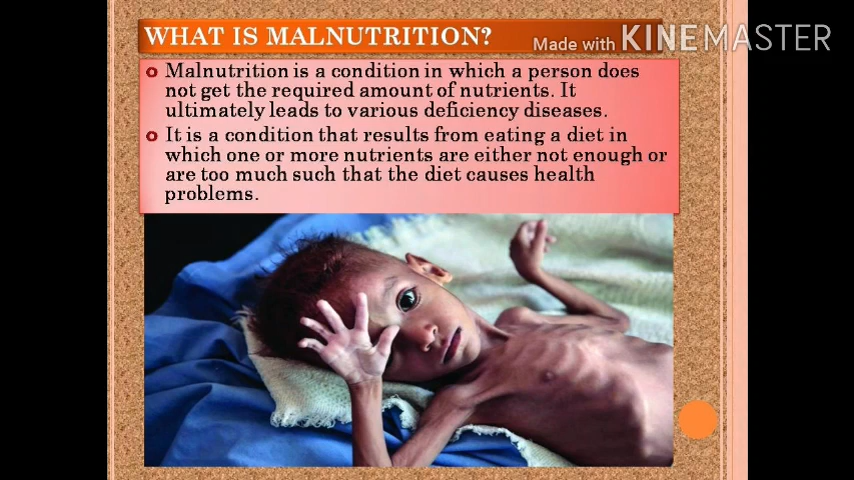 WHAT IS MALNUTRITION?
Made with KINEMASTER
Malnutrition is a condition in which a person does
not get the required amount of nutrients. It
ultimately leads to various deficiency diseases.
It is a condition that results from eating a diet in
which one or more nutrients are either not enough or
are too much such that the diet causes health
problems.